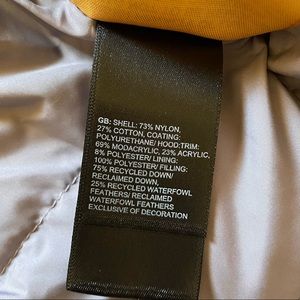 GB: SHELL: 73% NYLON,
27% COTTON, COATING:
POLYURETHANE/ HOOD:TRIM:
69% MODACRYLIC, 23% ACRYLIC,
8% POLYESTER/ LINING:
100% POLYESTER/ FILLING:
75% RECYCLED DOWN/
RECLAIMED DOWN,
25% RECYCLED WATERFOWL
FEATHERS/ RECLAIMED
WATERFOWL FEATHERS
EXCLUSIVE OF DECORATION